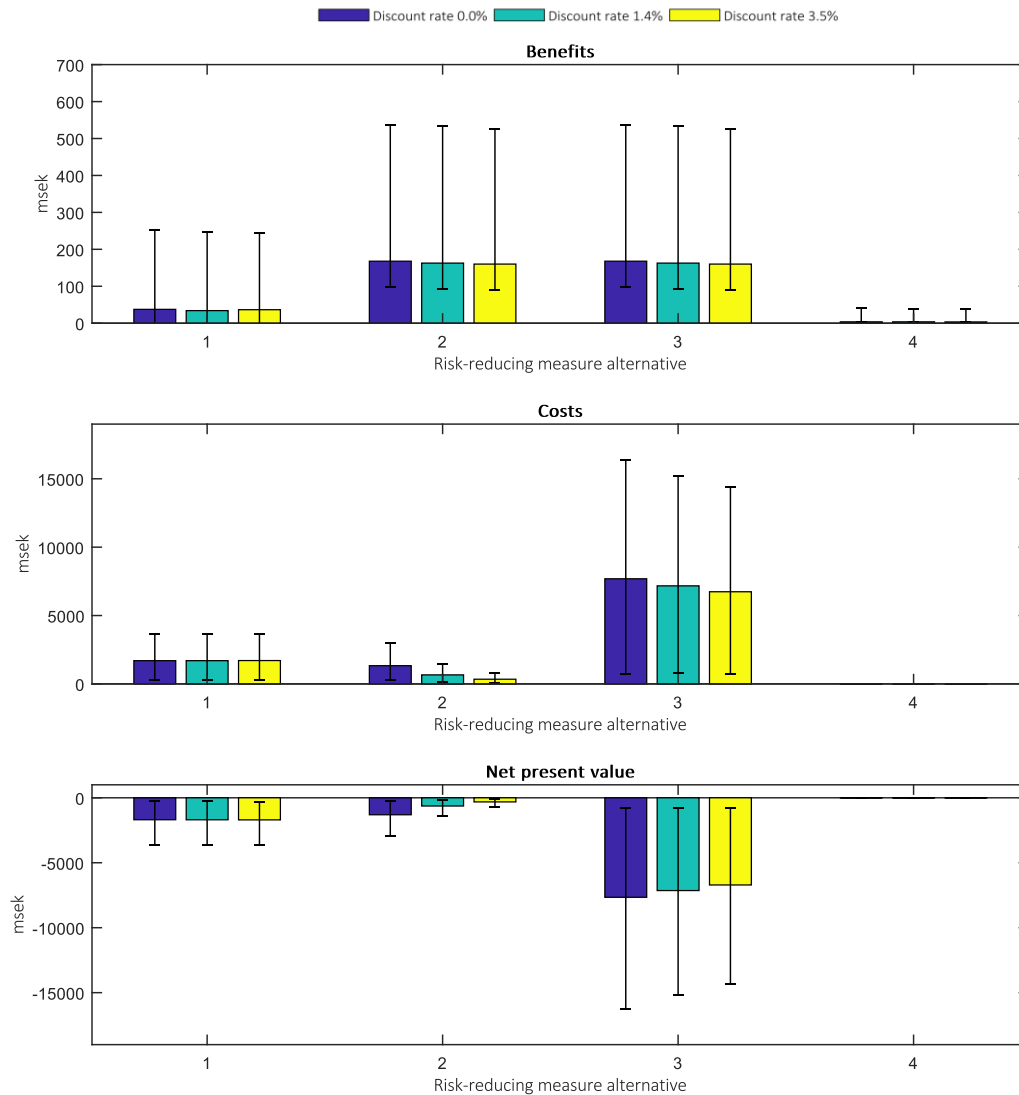 Discount rate 0.0% Discount rate 1.4% Discount rate 3.5%
Benefits
700
600
500
400
300
200
100
0
msek
1 2 3 4
Risk-reducing measure alternative
Costs
15000
10000
5000
0
msek
1 2 3 4
Risk-reducing measure alternative
Net present value
0
-5000
-10000
-15000
msek
1 2 3 4
Risk-reducing measure alternative